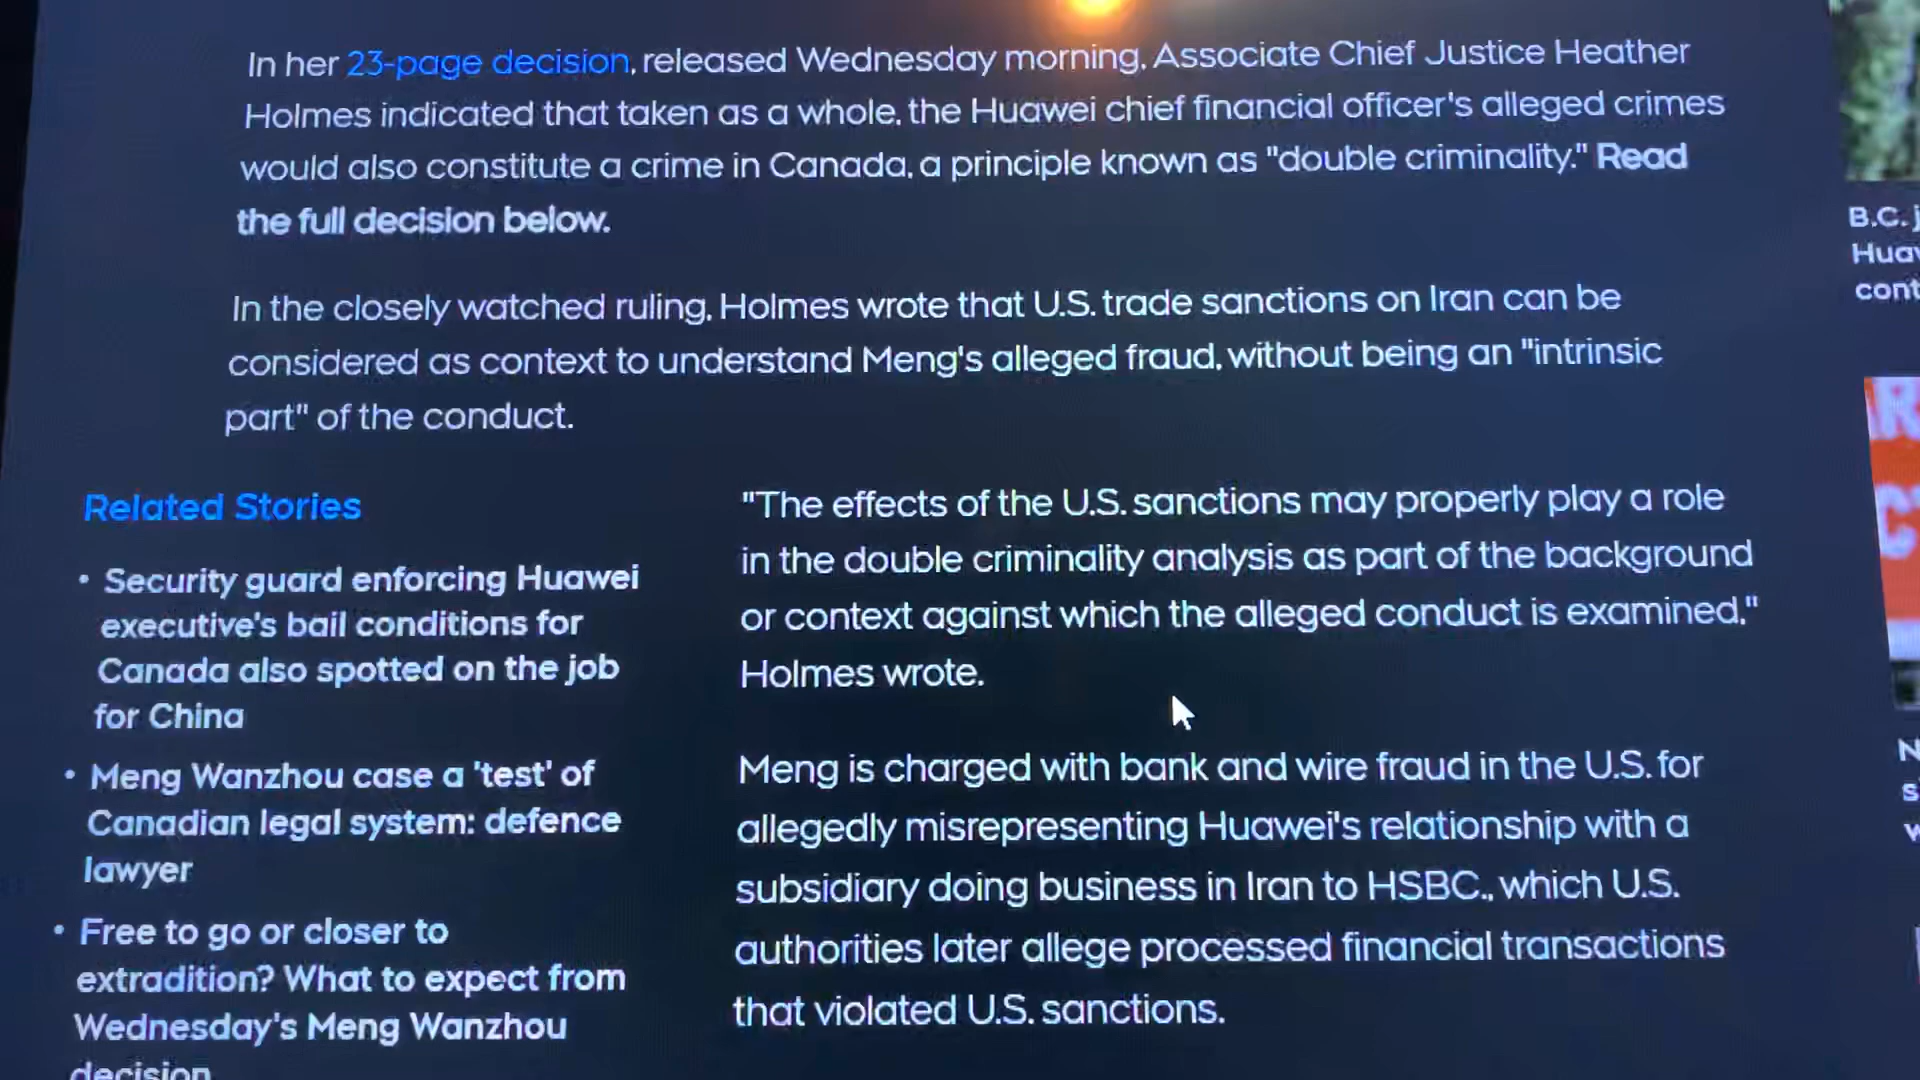 In her 23-page decision, released Wednesday morning, Associate Chief Justice Heather
Holmes indicated that taken as a whole, the Huawei chief financial officer's alleged crimes
would also constitute a crime in Canada, a principle known as "double criminality." Read
the full decision below.
In the closely watched ruling, Holmes wrote that U.S. trade sanctions on Iran can be
considered as context to understand Meng's alleged fraud, without being an "intrinsic
part" of the conduct.
Related Stories
• Security guard enforcing Huawei
executive's bail conditions for
Canada also spotted on the job
for China
• Meng Wanzhou case a 'test' of
Canadian legal system: defence
lawyer
• Free to go or closer to
extradition? What to expect from
Wednesday's Meng Wanzhou
decision
"The effects of the U.S. sanctions may properly play a role
in the double criminality analysis as part of the background
or context against which the alleged conduct is examined,"
Holmes wrote.
Meng is charged with bank and wire fraud in the U.S. for
allegedly misrepresenting Huawei's relationship with a
subsidiary doing business in Iran to HSBC., which U.S.
authorities later allege processed financial transactions
that violated U.S. sanctions.
B.C.